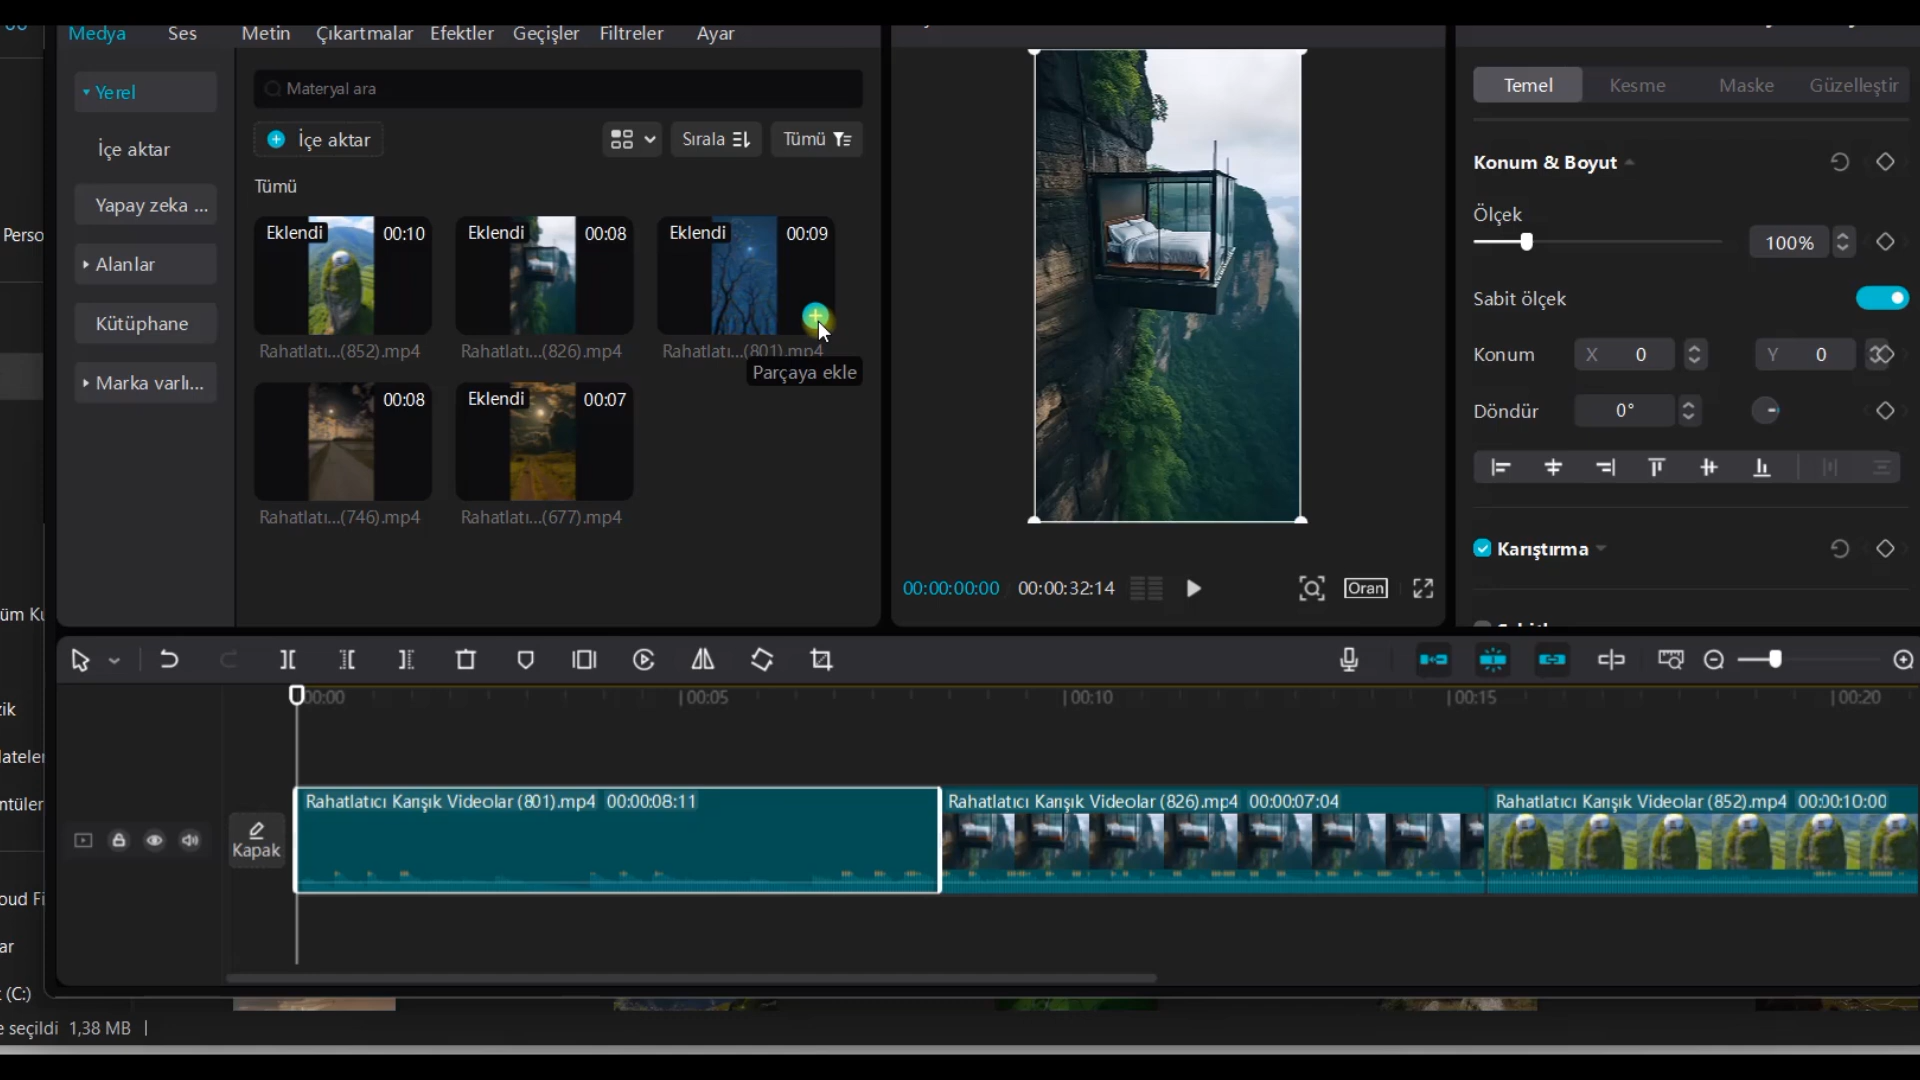 Medya Ses Metin Çıkartmalar Efektler Geçişler Filtreler Ayar
Yerel
İçe aktar
Yapay zeka ...
Alanlar
Kütüphane
Marka varlı...
Materyal ara
İçe aktar
Sırala
Tümü
Tümü
Eklendi 00:10
Rahatlatı...(852).mp4
Eklendi 00:08
Rahatlatı...(826).mp4
Eklendi 00:09
Rahatlatı...(801).mp4
Parçaya ekle
00:08
Rahatlatı...(746).mp4
Eklendi 00:07
Rahatlatı...(677).mp4
00:00:00:00 00:00:32:14
Oran
Temel Kesme Maske Güzelleştir
Konum & Boyut
Ölçek
100%
Sabit ölçek
Konum X 0 Y 0
Döndür 0°
Karıştırma
00:00 00:05 00:10 00:15 00:20
Kapak
Rahatlatıcı Karışık Videolar (801).mp4 00:00:08:11
Rahatlatıcı Karışık Videolar (826).mp4 00:00:07:04
Rahatlatıcı Karışık Videolar (852).mp4 00:00:10:00
Perso
üm Ku
zik
lateler
ntüler
oud Fi
ar
(C:)
e seçildi 1,38 MB